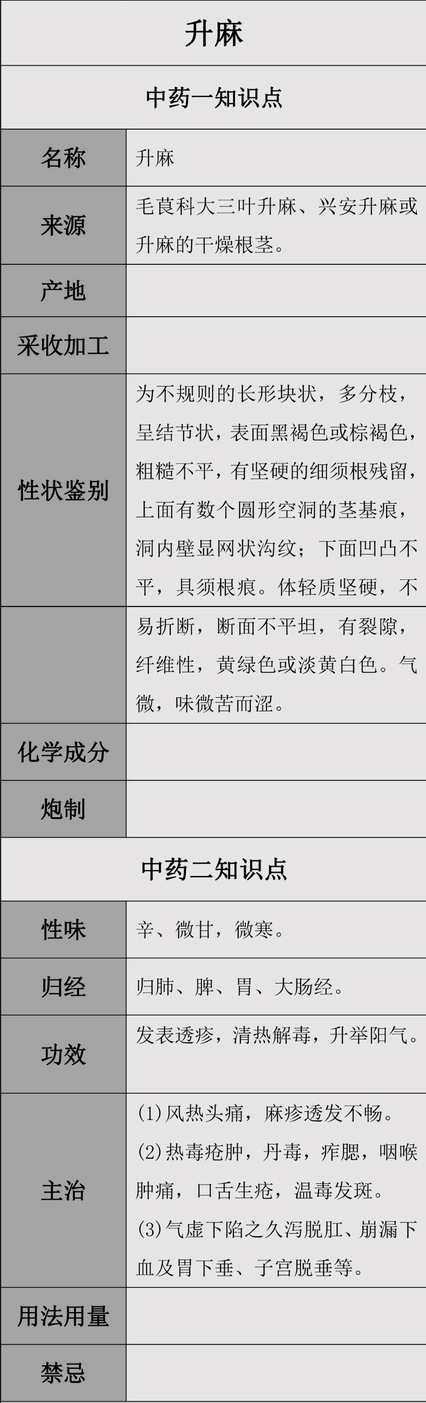 升麻
中药一知识点
名称
升麻
来源
毛茛科大三叶升麻、兴安升麻或
升麻的干燥根茎。
产地
采收加工
性状鉴别
为不规则的长形块状，多分枝，
呈结节状，表面黑褐色或棕褐色，
粗糙不平，有坚硬的细须根残留，
上面有数个圆形空洞的茎基痕，
洞内壁显网状沟纹；下面凹凸不
平，具须根痕。体轻质坚硬，不
易折断，断面不平坦，有裂隙，
纤维性，黄绿色或淡黄白色。气
微，味微苦而涩。
化学成分
炮制
中药二知识点
性味
辛、微甘，微寒。
归经
归肺、脾、胃、大肠经。
功效
发表透疹，清热解毒，升举阳气。
主治
(1)风热头痛，麻疹透发不畅。
(2)热毒疮肿，丹毒，痄腮，咽喉
肿痛，口舌生疮，温毒发斑。
(3)气虚下陷之久泻脱肛、崩漏下
血及胃下垂、子宫脱垂等。
用法用量
禁忌